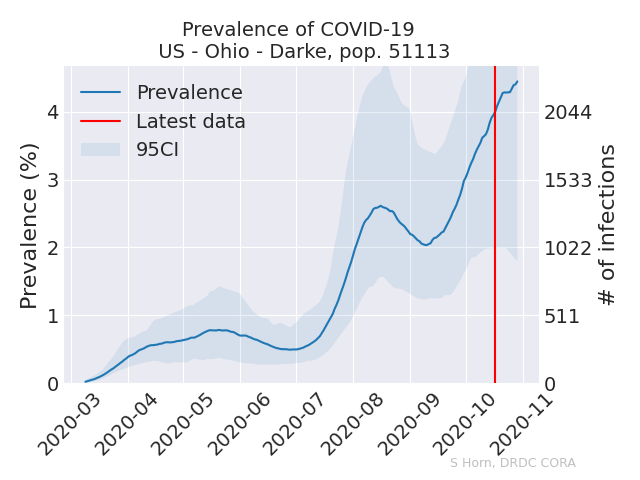 Prevalence of COVID-19
US - Ohio - Darke, pop. 51113
Prevalence
Latest data
95CI
Prevalence (%)
4
3
2
1
0
2044
1533
1022
511
0
# of infections
2020-03
2020-04
2020-05
2020-06
2020-07
2020-08
2020-09
2020-10
2020-11
S Horn, DRDC CORA